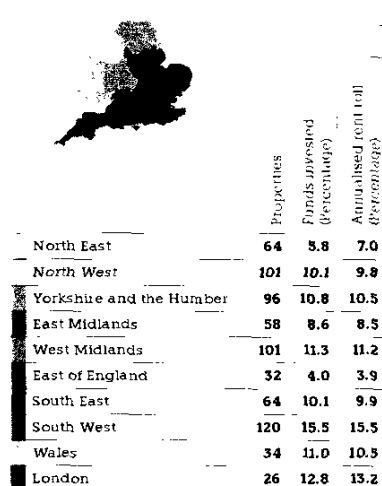 Properties
Funds invested
(Percentage)
Annualised rent roll
(Percentage)
North East 64 5.8 7.0
North West 101 10.1 9.8
Yorkshire and the Humber 96 10.8 10.5
East Midlands 58 8.6 8.5
West Midlands 101 11.3 11.2
East of England 32 4.0 3.9
South East 64 10.1 9.9
South West 120 15.5 15.5
Wales 34 11.0 10.5
London 26 12.8 13.2